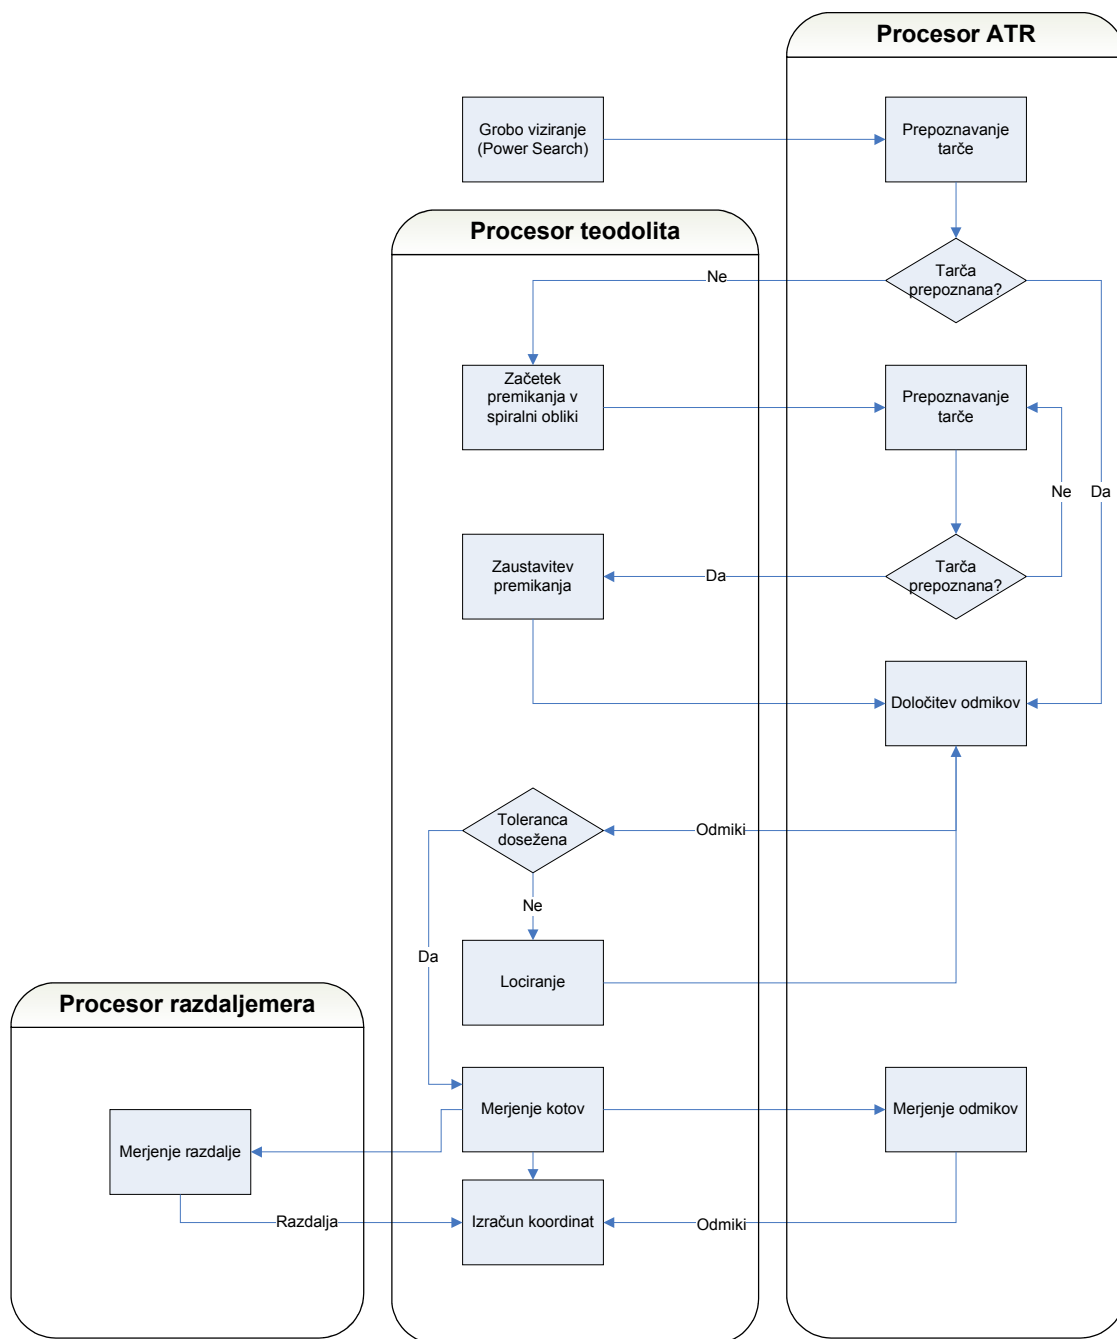 Procesor ATR
Grobo viziranje
(Power Search)
Prepoznavanje
tarče
Procesor teodolita
Tarča
prepoznana?
Ne
Začetek
premikanja v
spiralni obliki
Prepoznavanje
tarče
Ne
Da
Zaustavitev
premikanja
Da
Tarča
prepoznana?
Določitev odmikov
Toleranca
dosežena
Odmiki
Ne
Da
Lociranje
Procesor razdaljemera
Merjenje kotov
Merjenje odmikov
Merjenje razdalje
Razdalja
Izračun koordinat
Odmiki